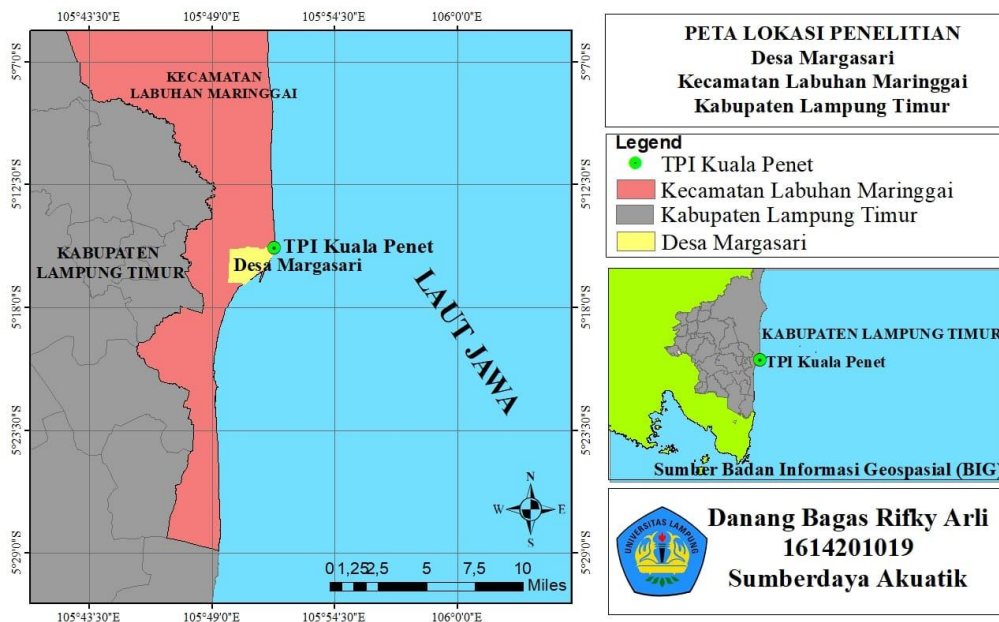 105°43'30"E
105°49'0"E
105°54'30"E
106°0'0"E
5°7'0"S
5°12'30"S
5°18'0"S
5°23'30"S
5°29'0"S
KECAMATAN
LABUHAN MARINGGAI
KABUPATEN
LAMPUNG TIMUR
TPI Kuala Penet
Desa Margasari
LAUT JAWA
N
W
E
S
0 1,25 2,5 5 7,5 10
Miles
5°7'0"S
5°12'30"S
5°18'0"S
5°23'30"S
5°29'0"S
105°43'30"E
105°49'0"E
105°54'30"E
106°0'0"E
PETA LOKASI PENELITIAN
Desa Margasari
Kecamatan Labuhan Maringgai
Kabupaten Lampung Timur
Legend
TPI Kuala Penet
Kecamatan Labuhan Maringgai
Kabupaten Lampung Timur
Desa Margasari
KABUPATEN LAMPUNG TIMUR
TPI Kuala Penet
Sumber Badan Informasi Geospasial (BIG)
UNIVERSITAS LAMPUNG
Danang Bagas Rifky Arli
1614201019
Sumberdaya Akuatik